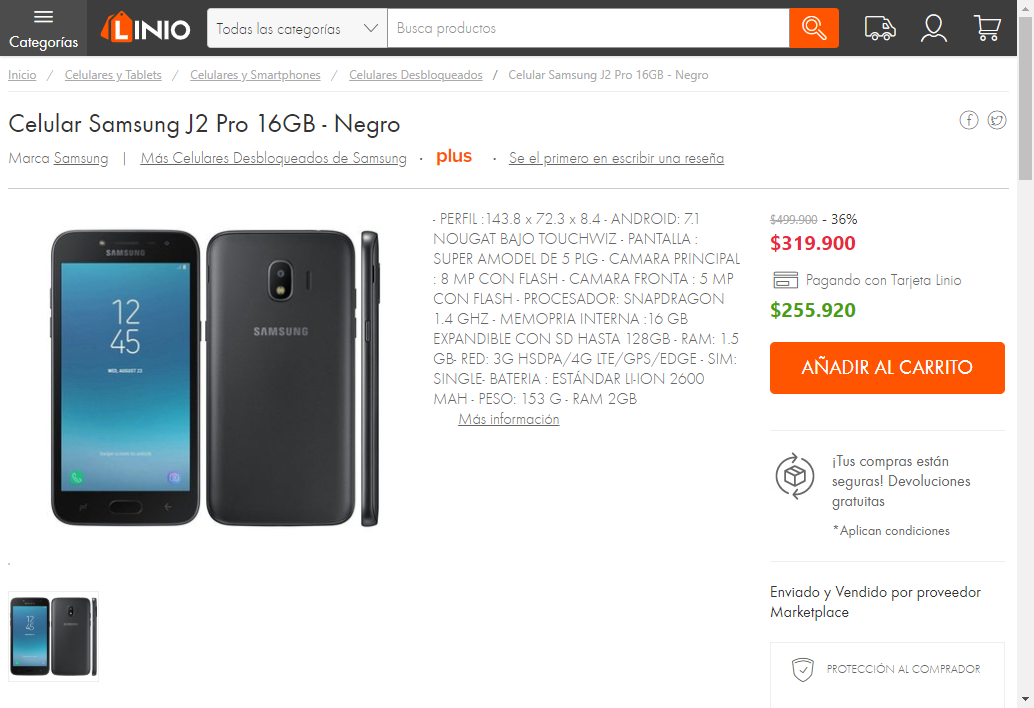 Categorías
LINIO
Todas las categorías
Busca productos
Inicio / Celulares y Tablets / Celulares y Smartphones / Celulares Desbloqueados / Celular Samsung J2 Pro 16GB - Negro
Celular Samsung J2 Pro 16GB - Negro
Marca Samsung | Más Celulares Desbloqueados de Samsung · plus · Se el primero en escribir una reseña
- PERFIL :143.8 x 72.3 x 8.4 - ANDROID: 7.1
NOUGAT BAJO TOUCHWIZ - PANTALLA :
SUPER AMODEL DE 5 PLG - CAMARA PRINCIPAL
: 8 MP CON FLASH - CAMARA FRONTA : 5 MP
CON FLASH - PROCESADOR: SNAPDRAGON
1.4 GHZ - MEMOPRIA INTERNA :16 GB
EXPANDIBLE CON SD HASTA 128GB - RAM: 1.5
GB- RED: 3G HSDPA/4G LTE/GPS/EDGE - SIM:
SINGLE- BATERIA : ESTÁNDAR LI-ION 2600
MAH - PESO: 153 G - RAM 2GB
Más información
SAMSUNG
12
45
WED, AUGUST 23
SAMSUNG
$499.900 - 36%
$319.900
Pagando con Tarjeta Linio
$255.920
AÑADIR AL CARRITO
¡Tus compras están
seguras! Devoluciones
gratuitas
*Aplican condiciones
Enviado y Vendido por proveedor
Marketplace
PROTECCIÓN AL COMPRADOR
12
45